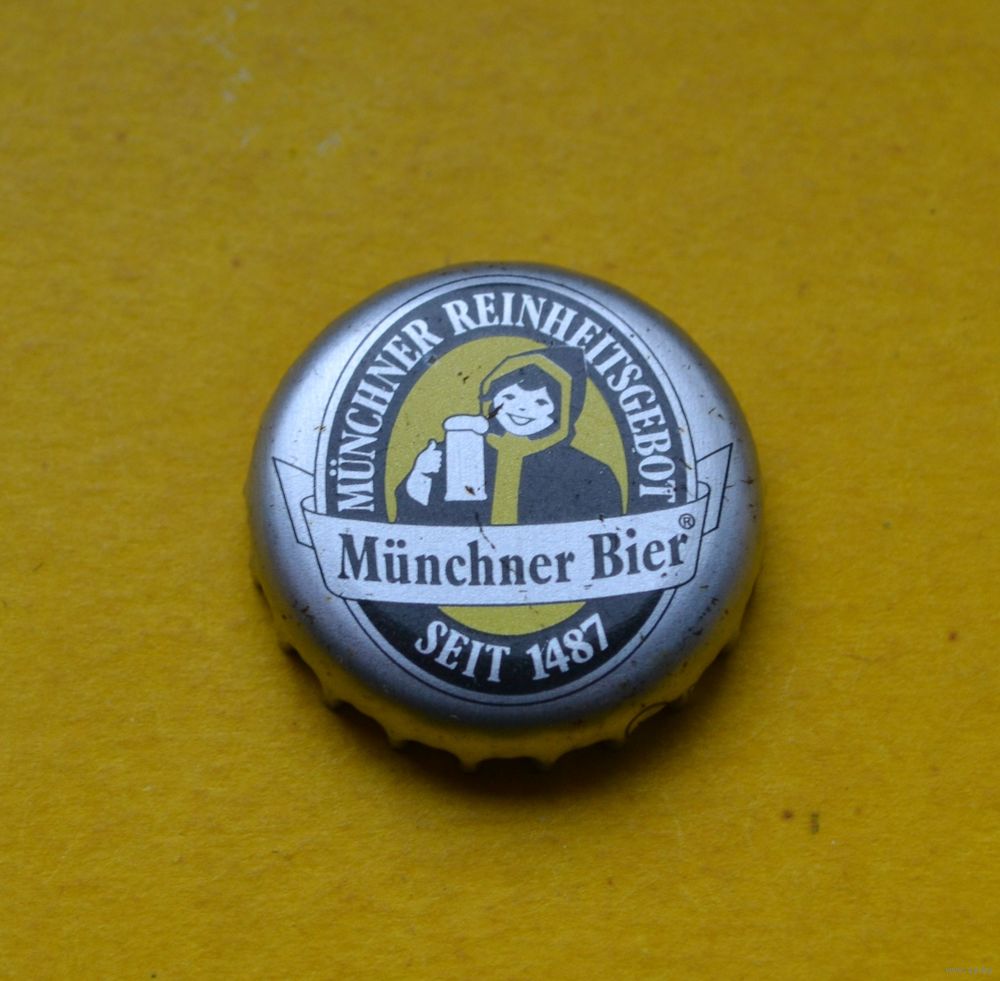 MÜNCHNER REINHEITSGEBOT
Münchner Bier®
SEIT 1487